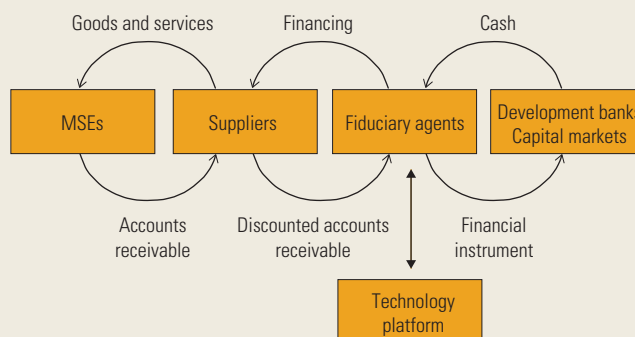 Goods and services
Financing
Cash
MSEs
Suppliers
Fiduciary agents
Development banks
Capital markets
Accounts
receivable
Discounted accounts
receivable
Financial
instrument
Technology
platform